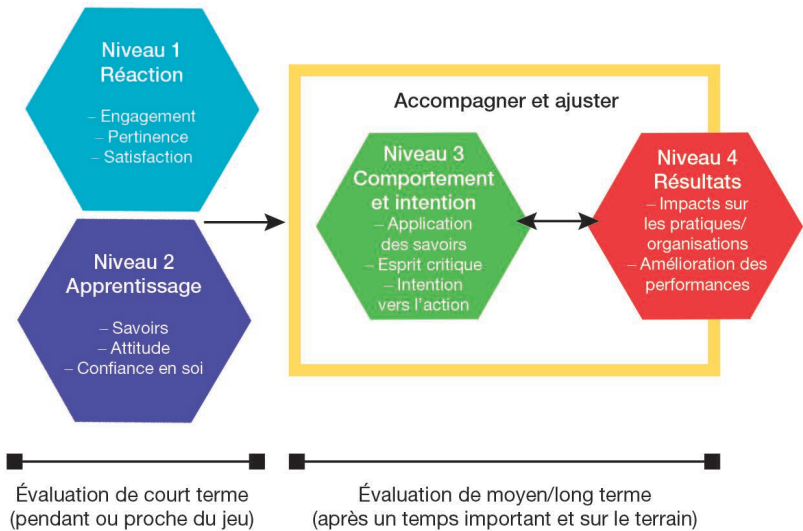 Niveau 1
Réaction
– Engagement
– Pertinence
– Satisfaction
Niveau 2
Apprentissage
– Savoirs
– Attitude
– Confiance en soi
Accompagner et ajuster
Niveau 3
Comportement
et intention
– Application
des savoirs
– Esprit critique
– Intention
vers l'action
Niveau 4
Résultats
– Impacts sur
les pratiques/
organisations
– Amélioration des
performances
Évaluation de court terme
(pendant ou proche du jeu)
Évaluation de moyen/long terme
(après un temps important et sur le terrain)